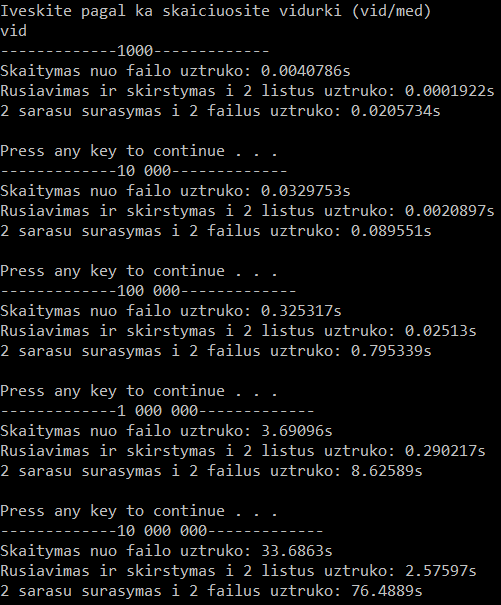 Iveskite pagal ka skaiciuosite vidurki (vid/med)
vid
-------------1000-------------
Skaitymas nuo failo uztruko: 0.0040786s
Rusiavimas ir skirstymas i 2 listus uztruko: 0.0001922s
2 sarasu surasymas i 2 failus uztruko: 0.0205734s

Press any key to continue . . .
-------------10 000-------------
Skaitymas nuo failo uztruko: 0.0329753s
Rusiavimas ir skirstymas i 2 listus uztruko: 0.0020897s
2 sarasu surasymas i 2 failus uztruko: 0.089551s

Press any key to continue . . .
-------------100 000-------------
Skaitymas nuo failo uztruko: 0.325317s
Rusiavimas ir skirstymas i 2 listus uztruko: 0.02513s
2 sarasu surasymas i 2 failus uztruko: 0.795339s

Press any key to continue . . .
-------------1 000 000-------------
Skaitymas nuo failo uztruko: 3.69096s
Rusiavimas ir skirstymas i 2 listus uztruko: 0.290217s
2 sarasu surasymas i 2 failus uztruko: 8.62589s

Press any key to continue . . .
-------------10 000 000-------------
Skaitymas nuo failo uztruko: 33.6863s
Rusiavimas ir skirstymas i 2 listus uztruko: 2.57597s
2 sarasu surasymas i 2 failus uztruko: 76.4889s